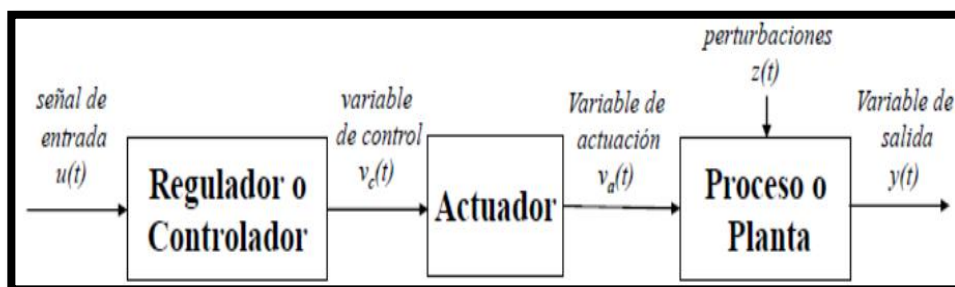 señal de
entrada
u(t)
Regulador o
Controlador
variable
de control
v_c(t)
Actuador
Variable de
actuación
v_a(t)
perturbaciones
z(t)
Proceso o
Planta
Variable de
salida
y(t)